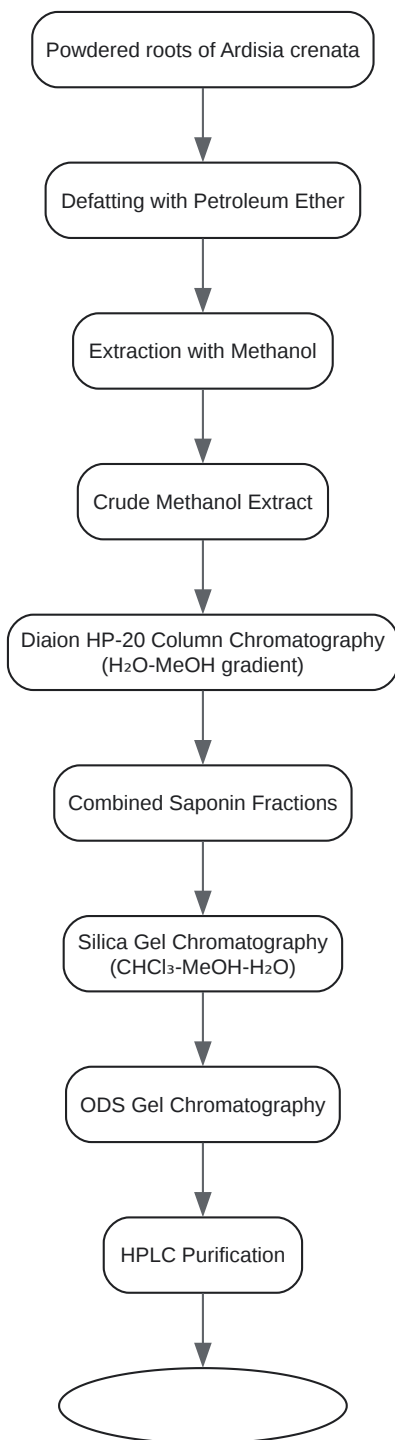 Powdered roots of Ardisia crenata
Defatting with Petroleum Ether
Extraction with Methanol
Crude Methanol Extract
Diaion HP-20 Column Chromatography
(H₂O-MeOH gradient)
Combined Saponin Fractions
Silica Gel Chromatography
(CHCl₃-MeOH-H₂O)
ODS Gel Chromatography
HPLC Purification